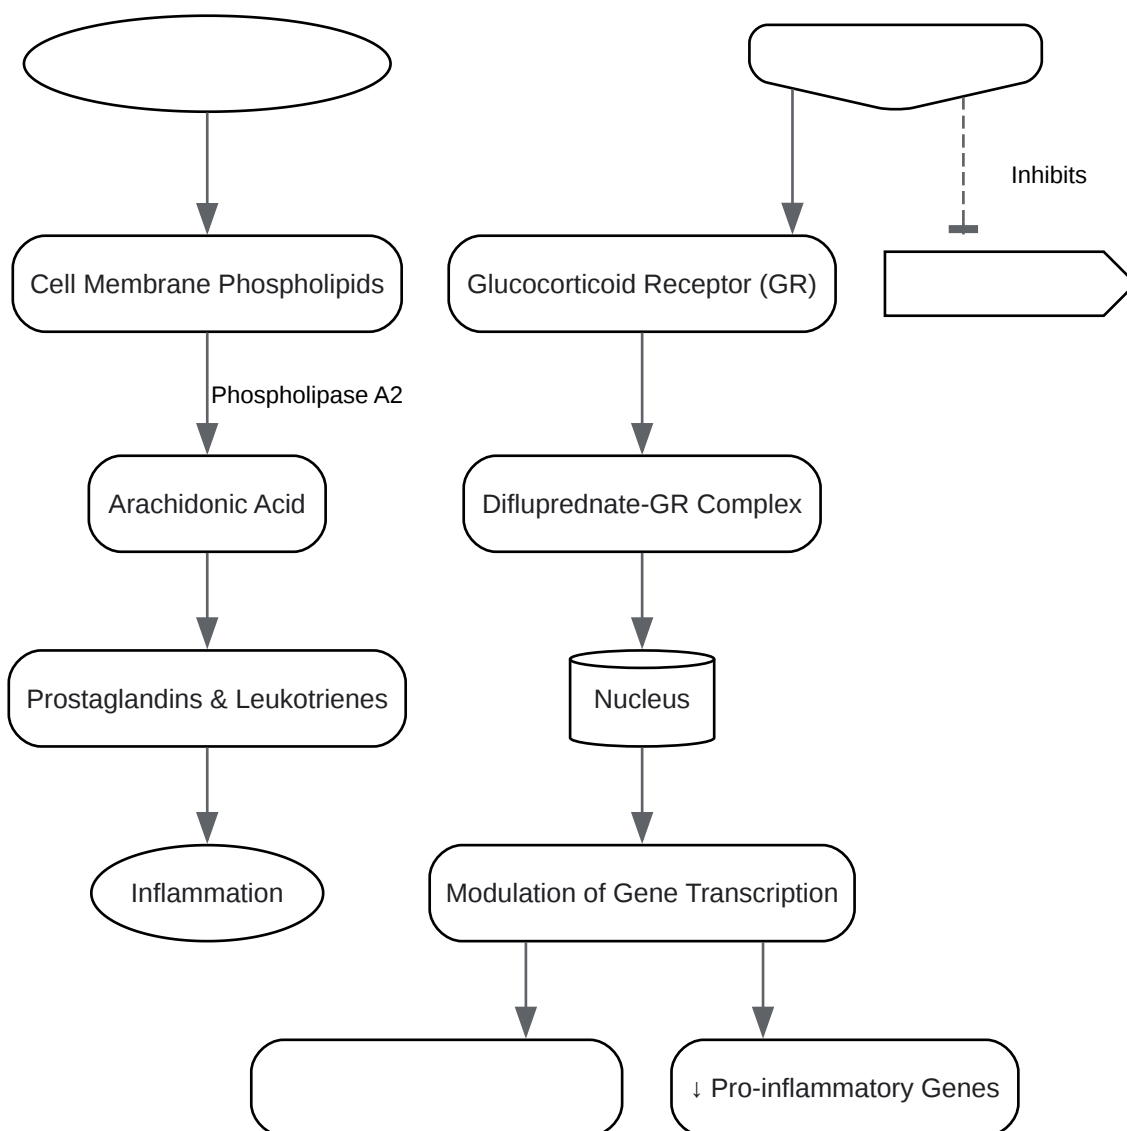 Inhibits
Cell Membrane Phospholipids
Glucocorticoid Receptor (GR)
Phospholipase A2
Arachidonic Acid
Difluprednate-GR Complex
Prostaglandins & Leukotrienes
Nucleus
Inflammation
Modulation of Gene Transcription
↓ Pro-inflammatory Genes